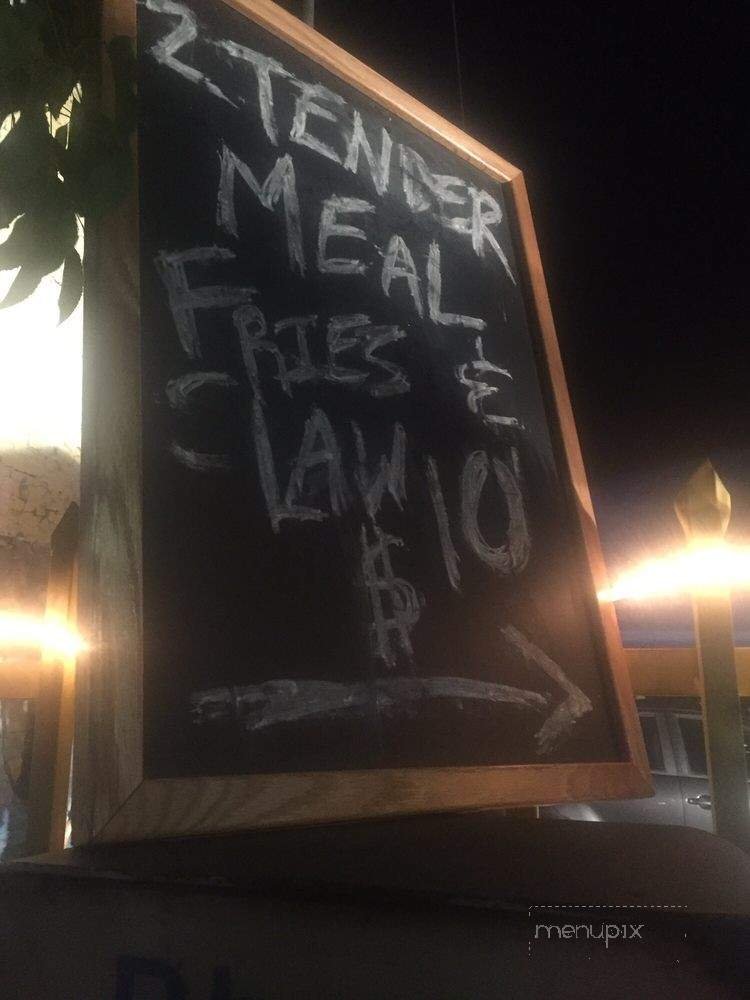 2 TENDER
MEAL
FRIES &
SLAW
$10
menupix